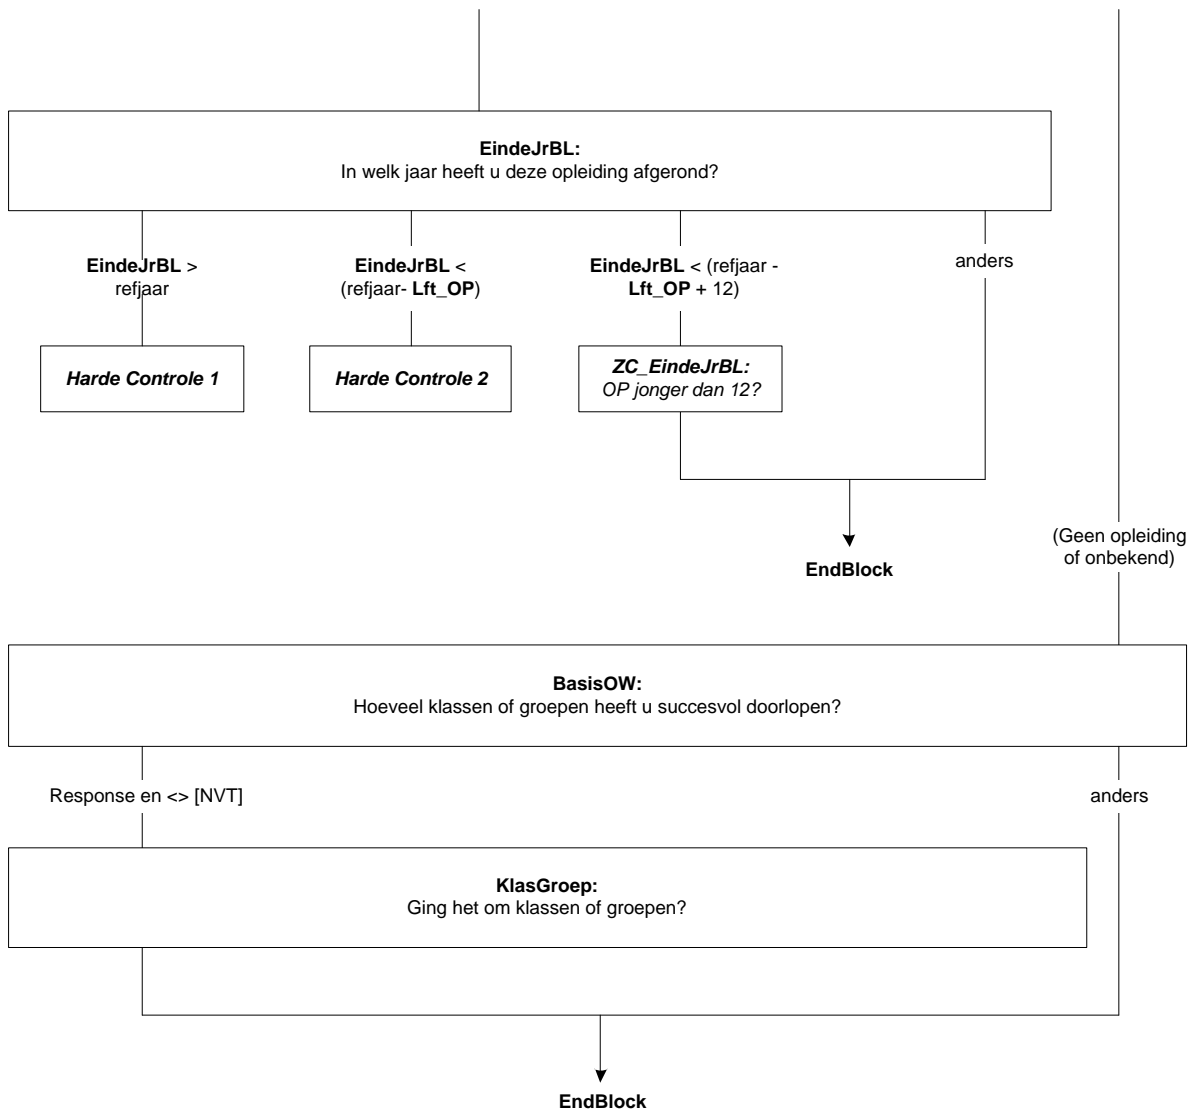 EindeJrBL:
In welk jaar heeft u deze opleiding afgerond?
EindeJrBL >
refjaar
EindeJrBL <
(refjaar- Lft_OP)
EindeJrBL < (refjaar -
Lft_OP + 12)
anders
Harde Controle 1
Harde Controle 2
ZC_EindeJrBL:
OP jonger dan 12?
EndBlock
(Geen opleiding
of onbekend)
BasisOW:
Hoeveel klassen of groepen heeft u succesvol doorlopen?
Response en <> [NVT]
anders
KlasGroep:
Ging het om klassen of groepen?
EndBlock